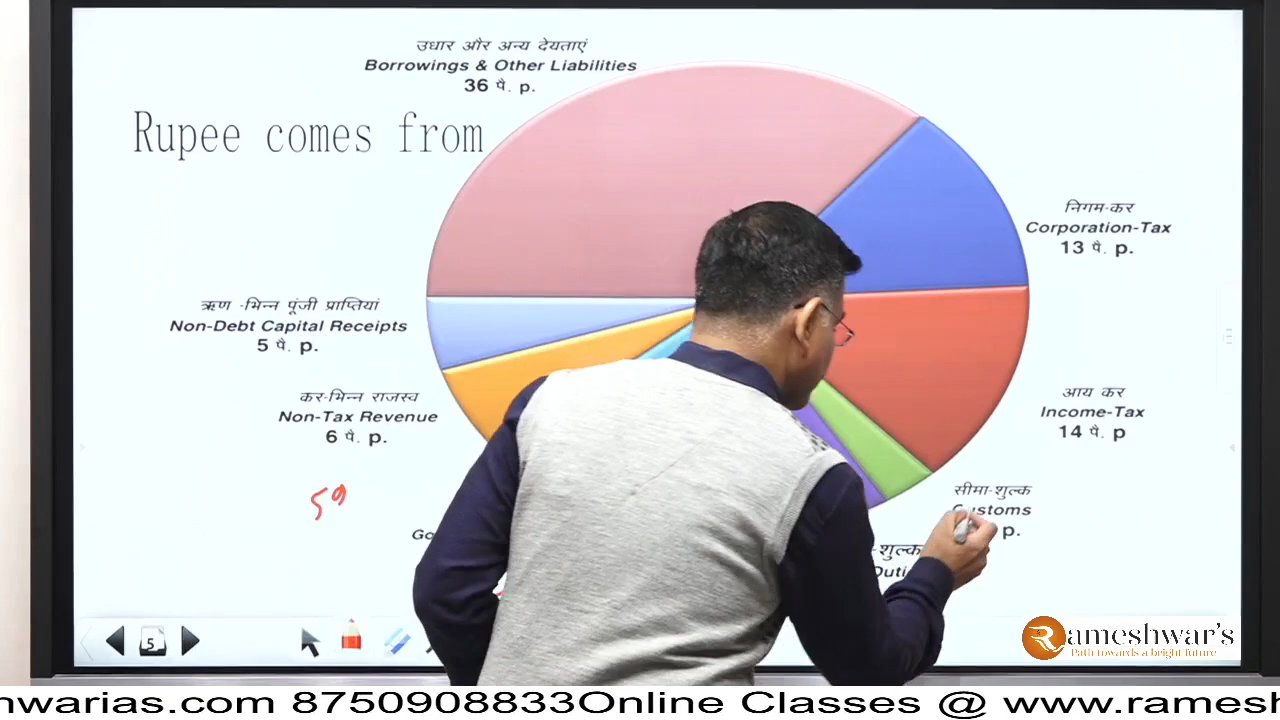 उधार और अन्य देयताएं
Borrowings & Other Liabilities
36 पै. p.
Rupee comes from
निगम-कर
Corporation-Tax
13 पै. p.
ऋण -भिन्न पूंजी प्राप्तियां
Non-Debt Capital Receipts
5 पै. p.
कर-भिन्न राजस्व
Non-Tax Revenue
6 पै. p.
आय कर
Income-Tax
14 पै. p
सीमा-शुल्क
Customs
p.
-शुल्क
5
Rameshwar's
Path towards a bright future
hwarias.com 8750908833Online Classes @ www.ramesh